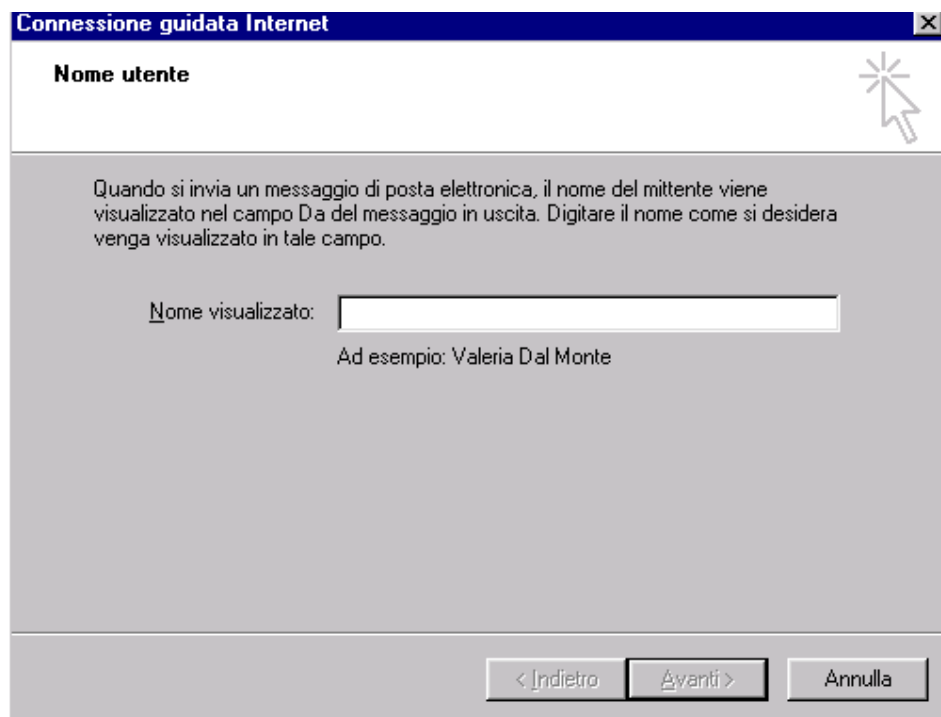 Connessione guidata Internet
Nome utente
Quando si invia un messaggio di posta elettronica, il nome del mittente viene
visualizzato nel campo Da del messaggio in uscita. Digitare il nome come si desidera
venga visualizzato in tale campo.
Nome visualizzato:
Ad esempio: Valeria Dal Monte
< Indietro Avanti > Annulla